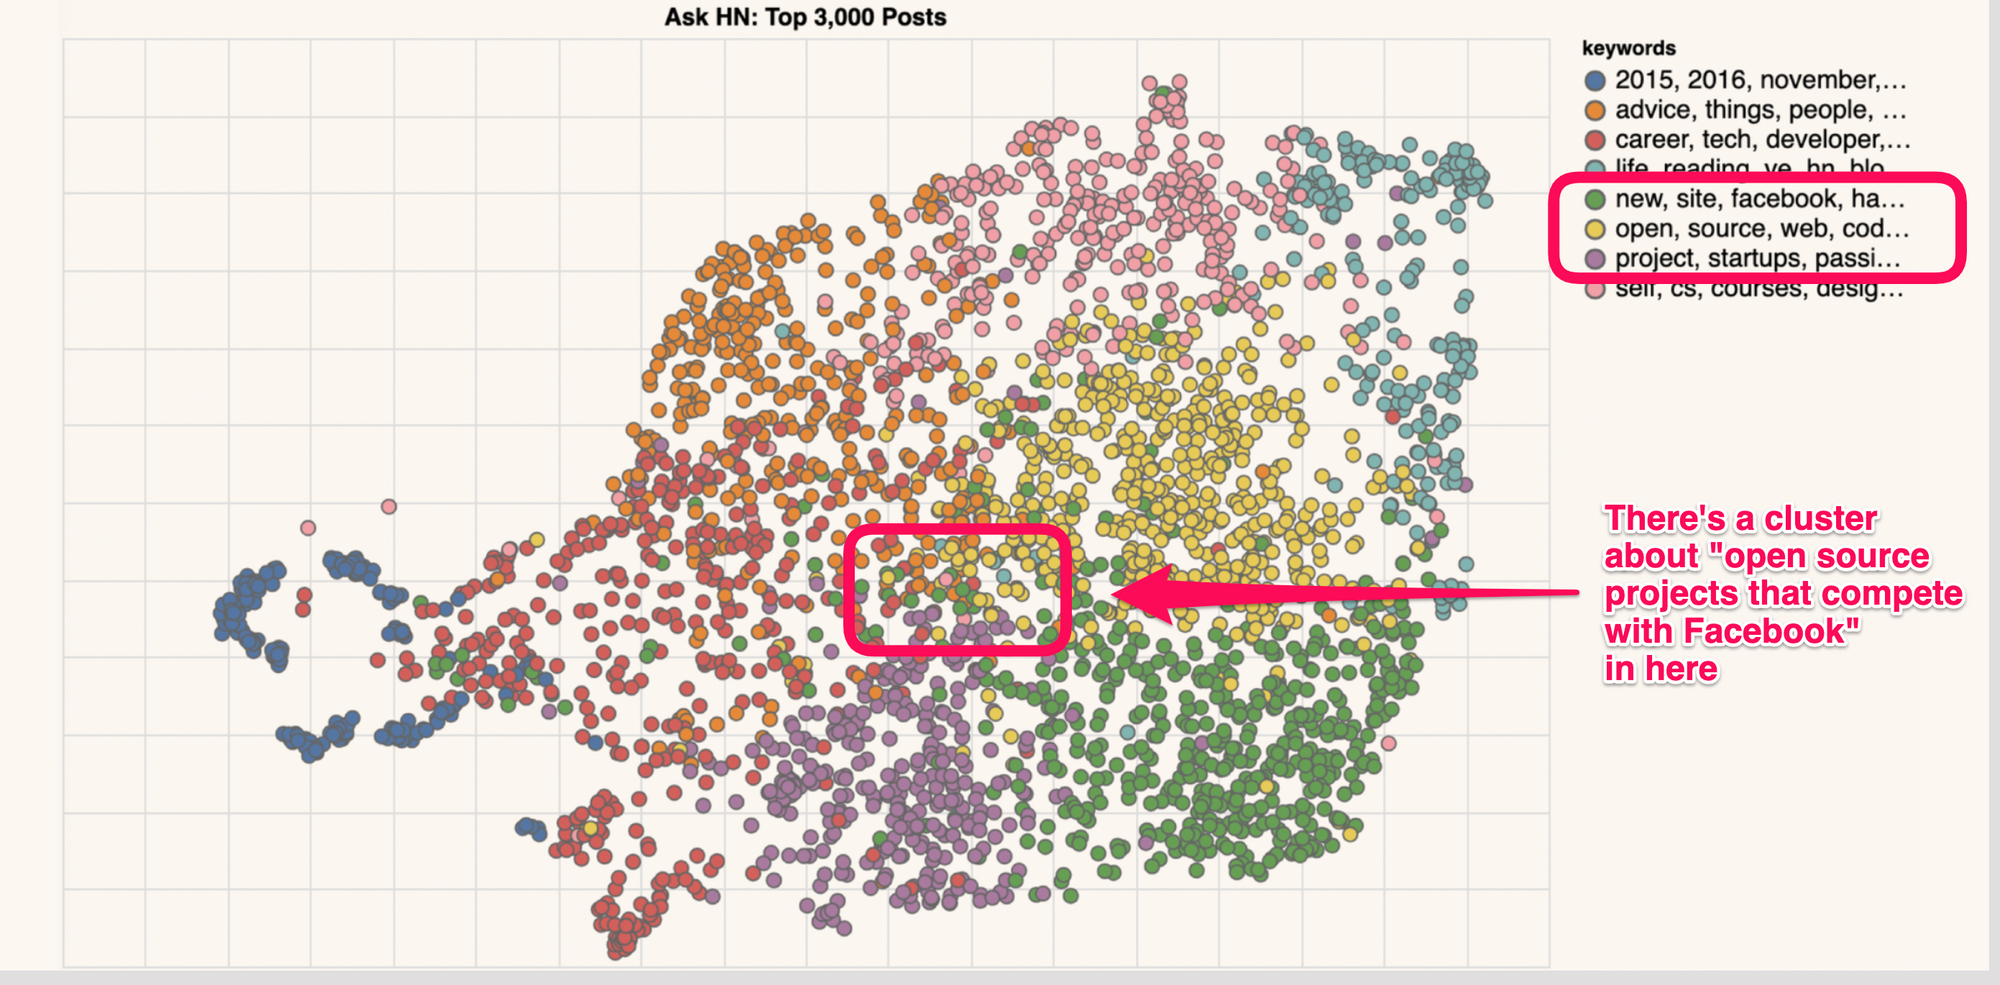 Ask HN: Top 3,000 Posts
keywords
2015, 2016, november,...
advice, things, people, ...
career, tech, developer,...
life, reading, ve, hn, blo...
new, site, facebook, ha...
open, source, web, cod...
project, startups, passi...
self, cs, courses, desig...
There's a cluster
about "open source
projects that compete
with Facebook"
in here